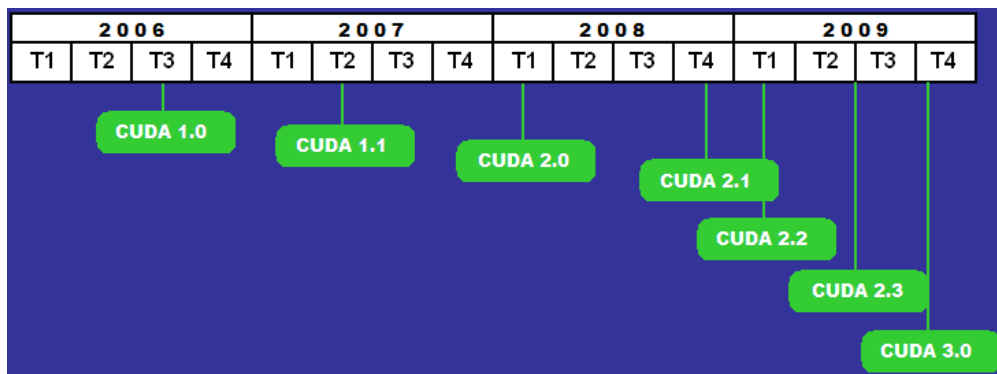 2006 2007 2008 2009
T1 T2 T3 T4 T1 T2 T3 T4 T1 T2 T3 T4 T1 T2 T3 T4
CUDA 1.0
CUDA 1.1
CUDA 2.0
CUDA 2.1
CUDA 2.2
CUDA 2.3
CUDA 3.0